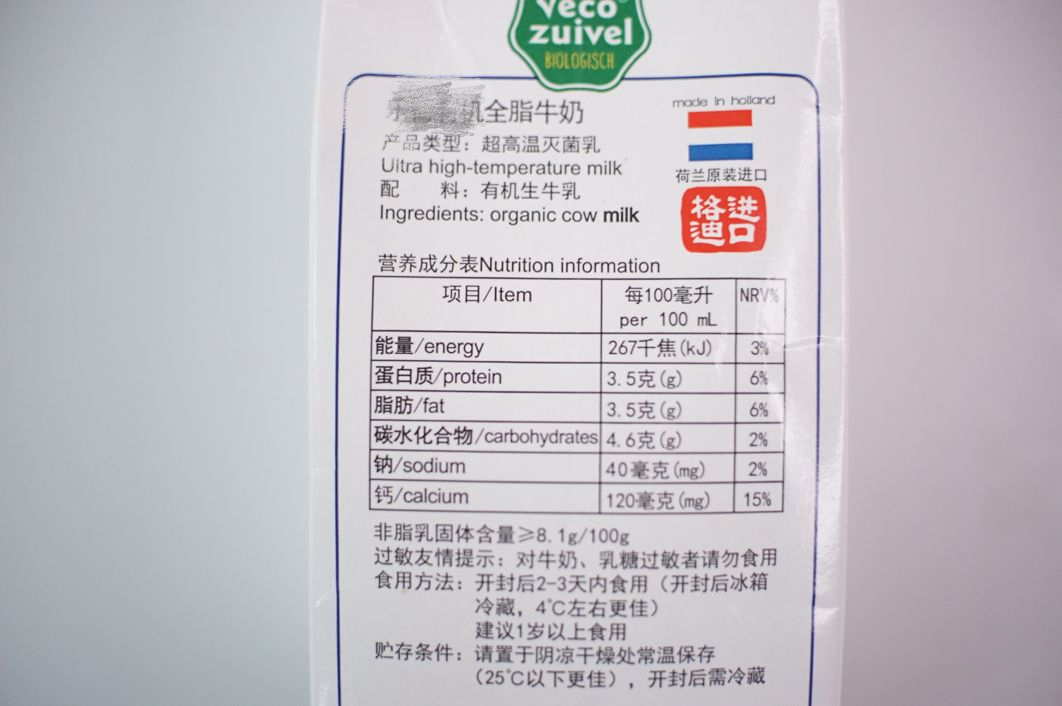 veco
zuivel
BIOLOGISCH
机全脂牛奶
made in holland
产品类型：超高温灭菌乳
Ultra high-temperature milk
荷兰原装进口
配 料：有机生牛乳
Ingredients: organic cow milk
格迪
进口
营养成分表Nutrition information
项目/Item 每100毫升 per 100 mL NRV%
能量/energy 267千焦(kJ) 3%
蛋白质/protein 3.5克(g) 6%
脂肪/fat 3.5克(g) 6%
碳水化合物/carbohydrates 4.6克(g) 2%
钠/sodium 40毫克(mg) 2%
钙/calcium 120毫克(mg) 15%
非脂乳固体含量≥8.1g/100g
过敏友情提示：对牛奶、乳糖过敏者请勿食用
食用方法：开封后2-3天内食用（开封后冰箱
冷藏，4℃左右更佳）
建议1岁以上食用
贮存条件：请置于阴凉干燥处常温保存
（25℃以下更佳），开封后需冷藏